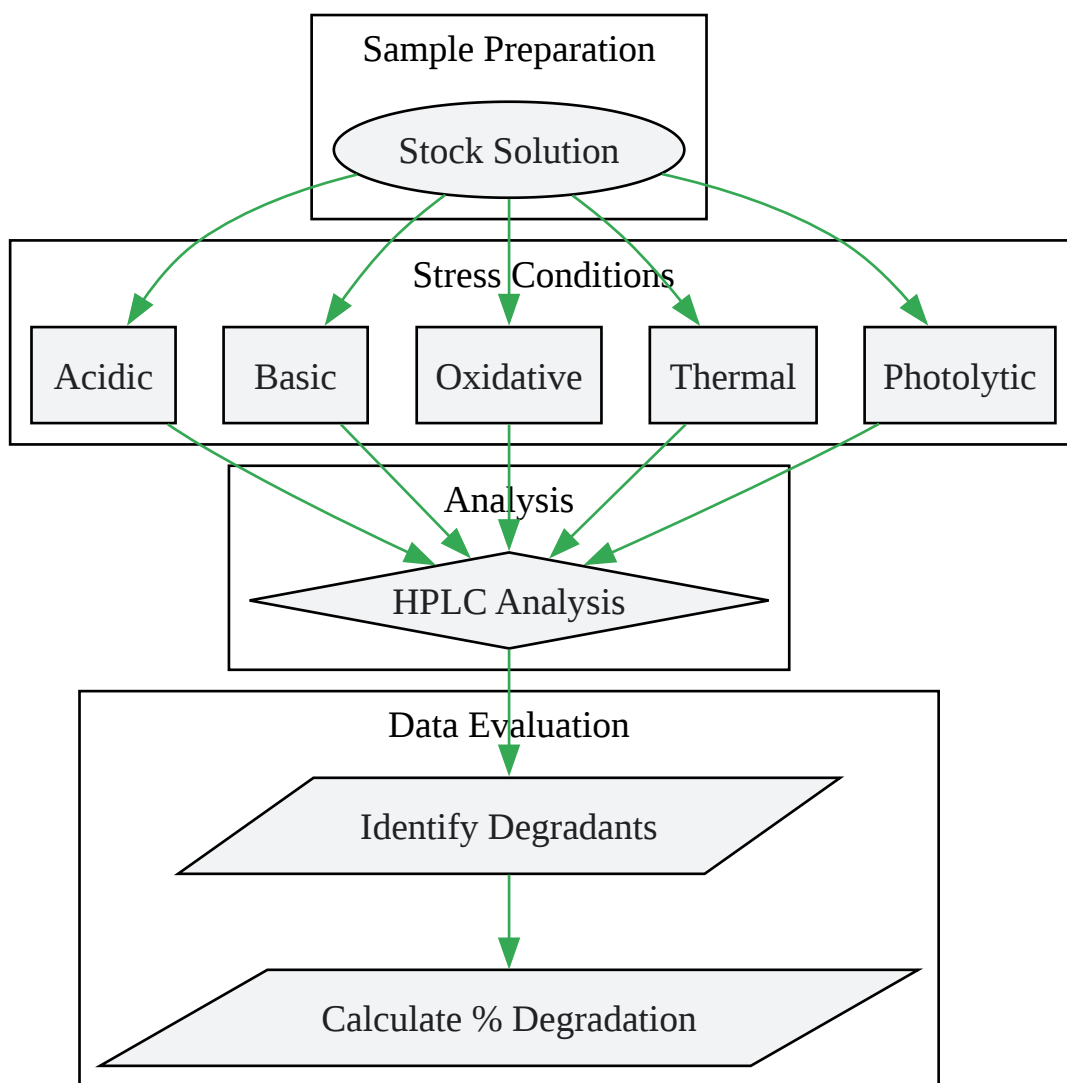 Sample Preparation
Stock Solution
Stress Conditions
Acidic
Basic
Oxidative
Thermal
Photolytic
Analysis
HPLC Analysis
Data Evaluation
Identify Degradants
Calculate % Degradation